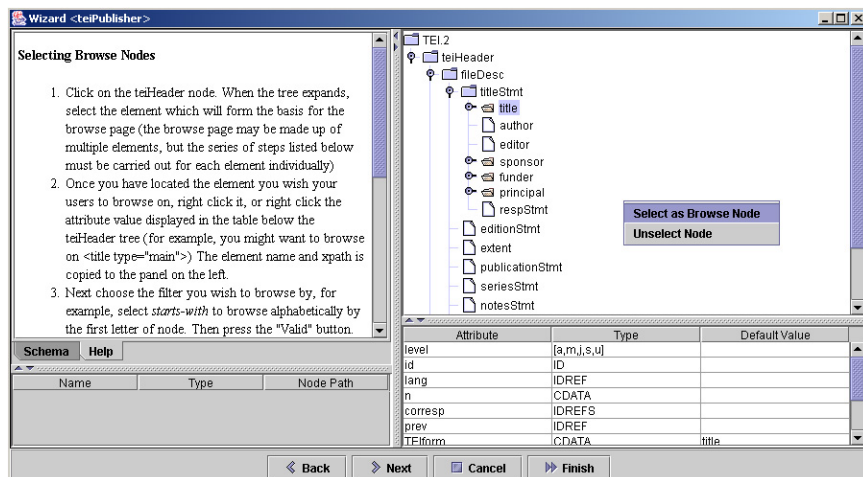 Wizard <teiPublisher>
Selecting Browse Nodes
1. Click on the teiHeader node. When the tree expands,
select the element which will form the basis for the
browse page (the browse page may be made up of
multiple elements, but the series of steps listed below
must be carried out for each element individually)
2. Once you have located the element you wish your
users to browse on, right click it, or right click the
attribute value displayed in the table below the
teiHeader tree (for example, you might want to browse
on <title type="main">) The element name and xpath is
copied to the panel on the left.
3. Next choose the filter you wish to browse by, for
example, select starts-with to browse alphabetically by
the first letter of node. Then press the "Valid" button.
Schema Help
Name Type Node Path
TEI.2
teiHeader
fileDesc
titleStmt
title
author
editor
sponsor
funder
principal
respStmt
editionStmt
extent
publicationStmt
seriesStmt
notesStmt
Select as Browse Node
Unselect Node
Attribute Type Default Value
level [a,m,j,s,u]
id ID
lang IDREF
n CDATA
corresp IDREFS
prev IDREF
TEIform CDATA title
Back Next Cancel Finish